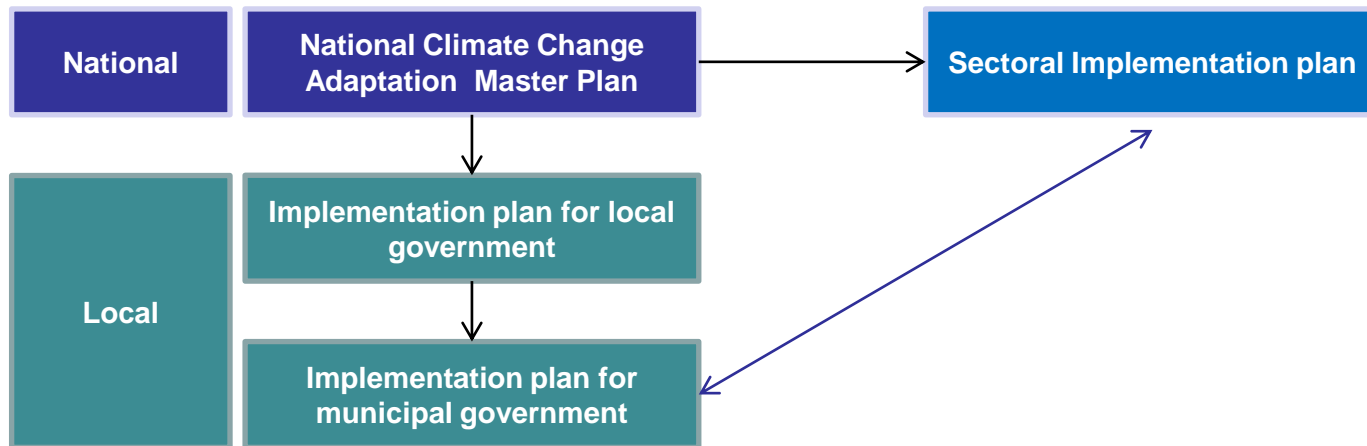 National
National Climate Change
Adaptation Master Plan
Sectoral Implementation plan
Local
Implementation plan for local
government
Implementation plan for
municipal government